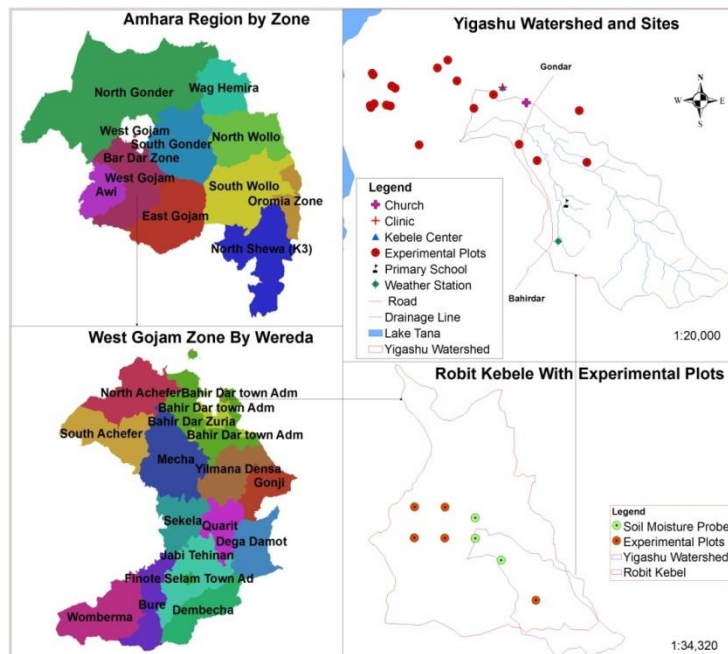 Amhara Region by Zone
North Gonder
Wag Hemira
West Gojam
South Gonder
North Wollo
Bar Dar Zone
West Gojam
Awi
South Wollo
Oromia Zone
East Gojam
North Shewa (K3)
Yigashu Watershed and Sites
Gondar
N
W
E
S
Legend
Church
Clinic
Kebele Center
Experimental Plots
Primary School
Weather Station
Road
Drainage Line
Lake Tana
Yigashu Watershed
Bahirdar
1:20,000
West Gojam Zone By Wereda
North Achefer
Bahir Dar town Adm
Bahir Dar town Adm
Bahir Dar Zuria
South Achefer
Bahir Dar town Adm
Mecha
Yilmana Densa
Gonji
Sekela
Quarit
Dega Damot
Jabi Tehinan
Finote Selam Town Ad
Bure
Womberma
Dembecha
Robit Kebele With Experimental Plots
Legend
Soil Moisture Probe
Experimental Plots
Yigashu Watershed
Robit Kebel
1:34,320